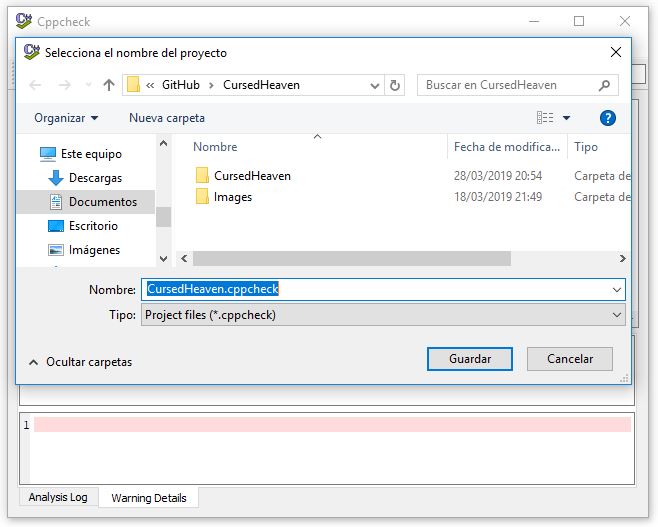 Cppcheck
Selecciona el nombre del proyecto
« GitHub > CursedHeaven
Buscar en CursedHeaven
Organizar
Nueva carpeta
?
Nombre
Fecha de modifica...
Tipo
Este equipo
Descargas
Documentos
Escritorio
Imágenes
CursedHeaven
28/03/2019 20:54
Carpeta de
Images
18/03/2019 21:49
Carpeta de
Nombre:
CursedHeaven.cppcheck
Tipo:
Project files (*.cppcheck)
Ocultar carpetas
Guardar
Cancelar
1
Analysis Log
Warning Details